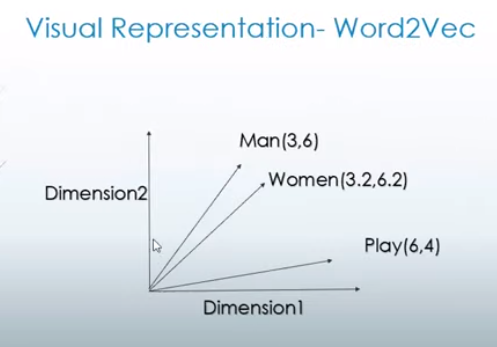 Visual Representation- Word2Vec
Man(3,6)
Women(3.2,6.2)
Dimension2
Play(6,4)
Dimension1